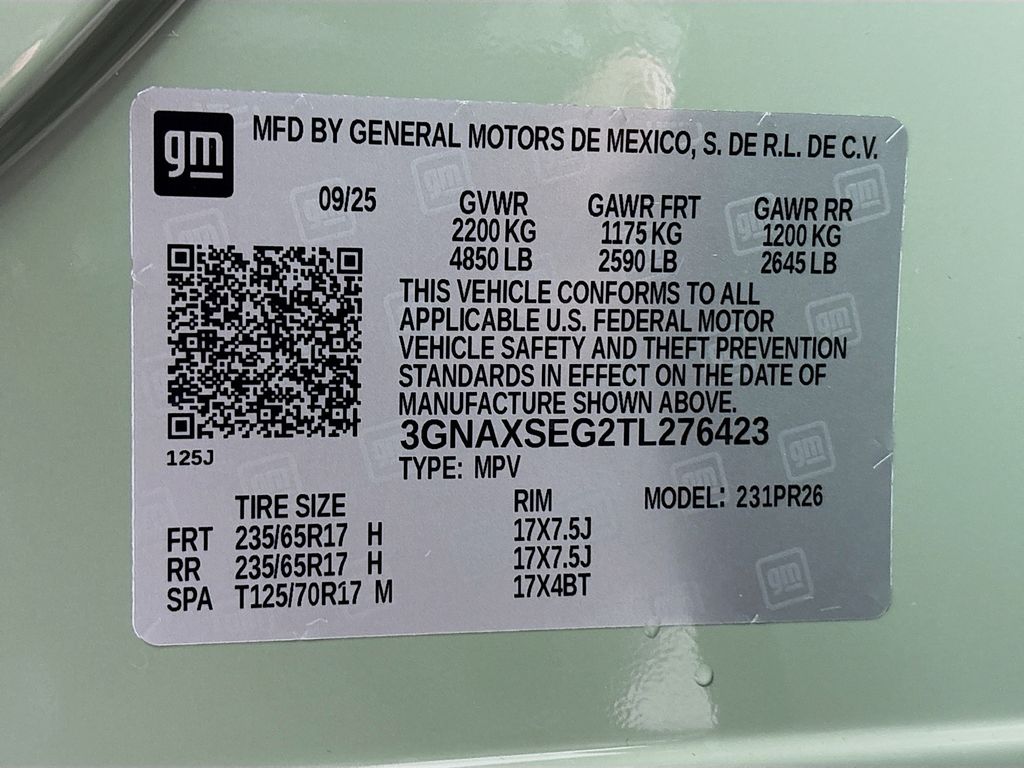 gm MFD BY GENERAL MOTORS DE MEXICO, S. DE R.L. DE C.V.
09/25 GVWR GAWR FRT GAWR RR
2200 KG 1175 KG 1200 KG
4850 LB 2590 LB 2645 LB
THIS VEHICLE CONFORMS TO ALL
APPLICABLE U.S. FEDERAL MOTOR
VEHICLE SAFETY AND THEFT PREVENTION
STANDARDS IN EFFECT ON THE DATE OF
MANUFACTURE SHOWN ABOVE.
3GNAXSEG2TL276423
125J
TYPE: MPV
TIRE SIZE RIM MODEL: 231PR26
FRT 235/65R17 H 17X7.5J
RR 235/65R17 H 17X7.5J
SPA T125/70R17 M 17X4BT